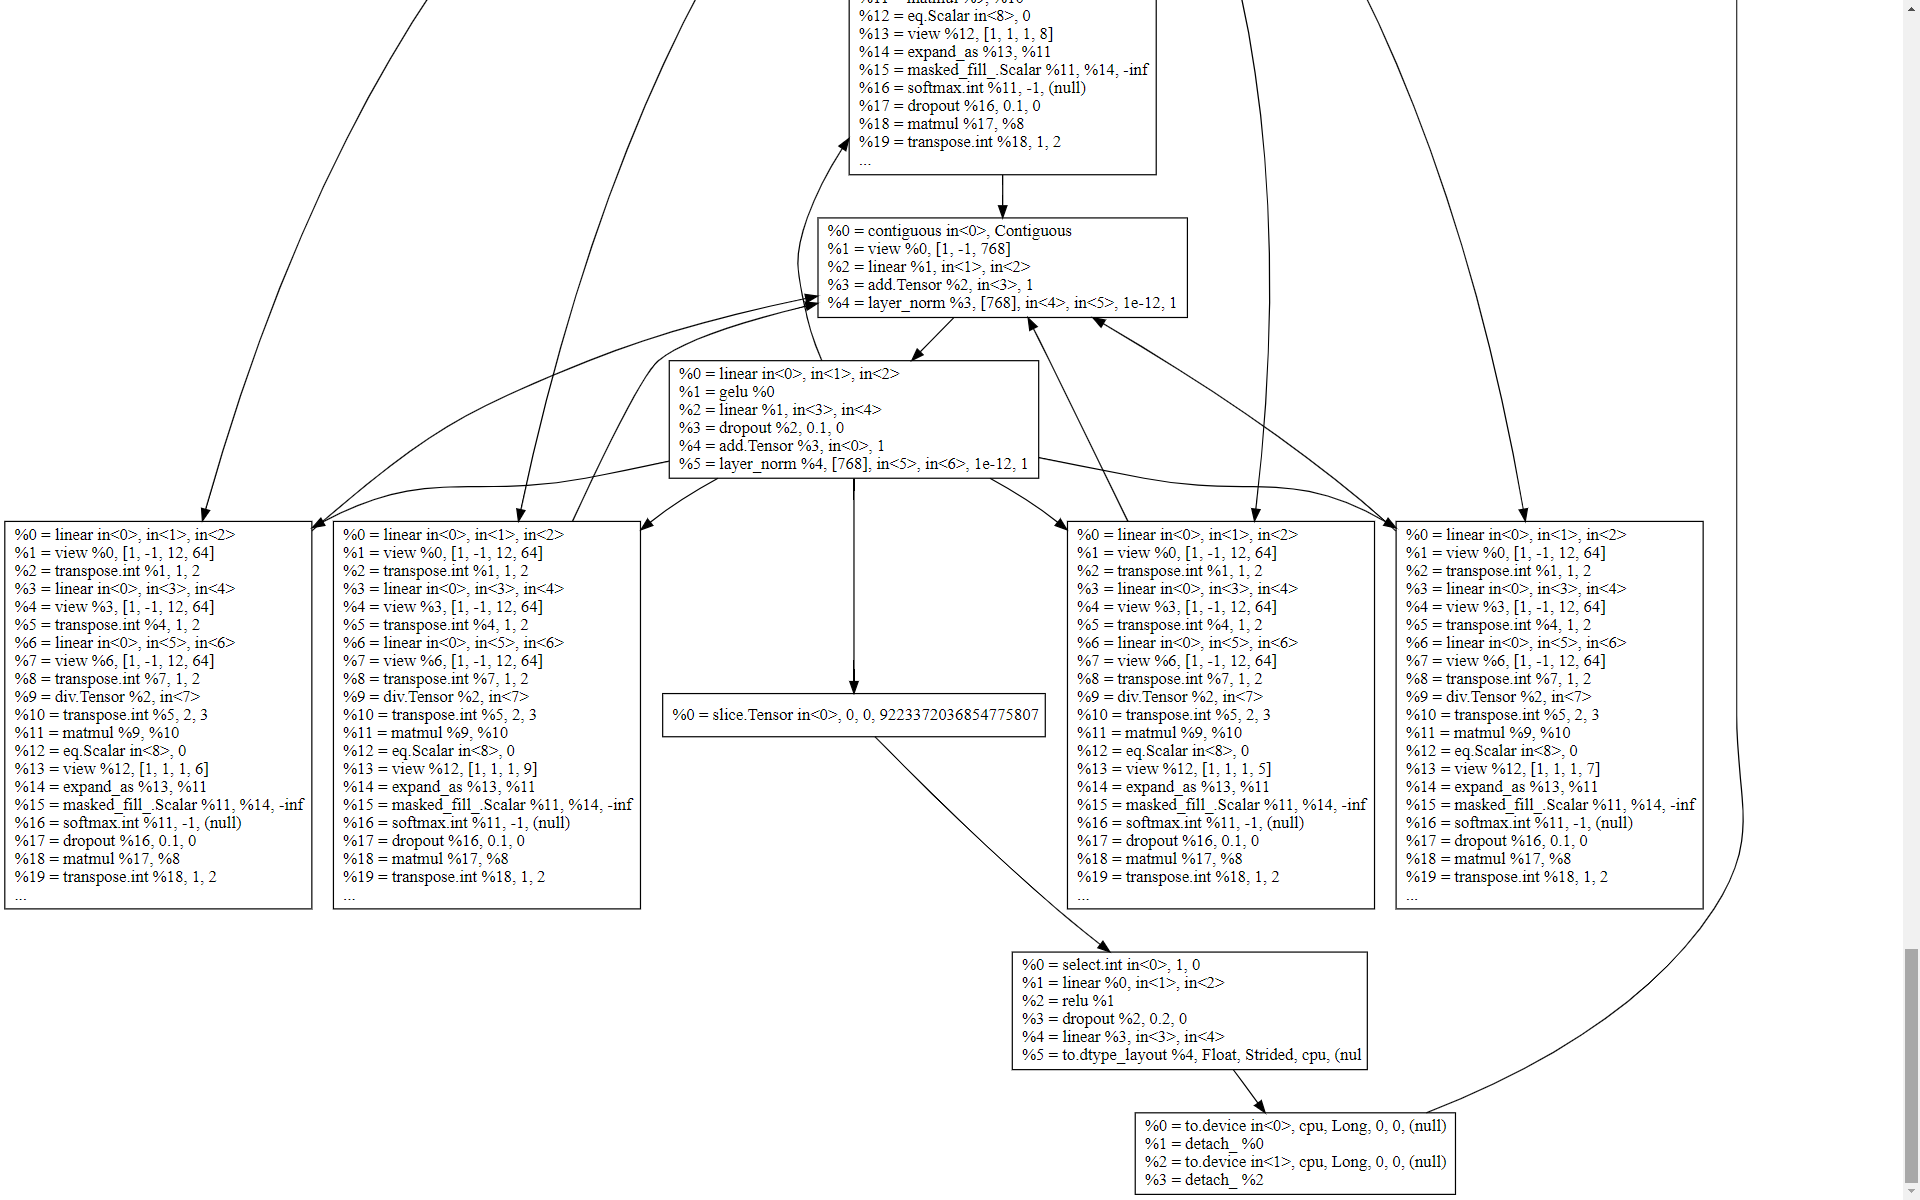 %12 = eq.Scalar in<8>, 0
%13 = view %12, [1, 1, 1, 8]
%14 = expand_as %13, %11
%15 = masked_fill_.Scalar %11, %14, -inf
%16 = softmax.int %11, -1, (null)
%17 = dropout %16, 0.1, 0
%18 = matmul %17, %8
%19 = transpose.int %18, 1, 2
...
%0 = contiguous in<0>, Contiguous
%1 = view %0, [1, -1, 768]
%2 = linear %1, in<1>, in<2>
%3 = add.Tensor %2, in<3>, 1
%4 = layer_norm %3, [768], in<4>, in<5>, 1e-12, 1
%0 = linear in<0>, in<1>, in<2>
%1 = gelu %0
%2 = linear %1, in<3>, in<4>
%3 = dropout %2, 0.1, 0
%4 = add.Tensor %3, in<0>, 1
%5 = layer_norm %4, [768], in<5>, in<6>, 1e-12, 1
%0 = linear in<0>, in<1>, in<2>
%1 = view %0, [1, -1, 12, 64]
%2 = transpose.int %1, 1, 2
%3 = linear in<0>, in<3>, in<4>
%4 = view %3, [1, -1, 12, 64]
%5 = transpose.int %4, 1, 2
%6 = linear in<0>, in<5>, in<6>
%7 = view %6, [1, -1, 12, 64]
%8 = transpose.int %7, 1, 2
%9 = div.Tensor %2, in<7>
%10 = transpose.int %5, 2, 3
%11 = matmul %9, %10
%12 = eq.Scalar in<8>, 0
%13 = view %12, [1, 1, 1, 6]
%14 = expand_as %13, %11
%15 = masked_fill_.Scalar %11, %14, -inf
%16 = softmax.int %11, -1, (null)
%17 = dropout %16, 0.1, 0
%18 = matmul %17, %8
%19 = transpose.int %18, 1, 2
...
%0 = linear in<0>, in<1>, in<2>
%1 = view %0, [1, -1, 12, 64]
%2 = transpose.int %1, 1, 2
%3 = linear in<0>, in<3>, in<4>
%4 = view %3, [1, -1, 12, 64]
%5 = transpose.int %4, 1, 2
%6 = linear in<0>, in<5>, in<6>
%7 = view %6, [1, -1, 12, 64]
%8 = transpose.int %7, 1, 2
%9 = div.Tensor %2, in<7>
%10 = transpose.int %5, 2, 3
%11 = matmul %9, %10
%12 = eq.Scalar in<8>, 0
%13 = view %12, [1, 1, 1, 9]
%14 = expand_as %13, %11
%15 = masked_fill_.Scalar %11, %14, -inf
%16 = softmax.int %11, -1, (null)
%17 = dropout %16, 0.1, 0
%18 = matmul %17, %8
%19 = transpose.int %18, 1, 2
...
%0 = slice.Tensor in<0>, 0, 0, 9223372036854775807
%0 = linear in<0>, in<1>, in<2>
%1 = view %0, [1, -1, 12, 64]
%2 = transpose.int %1, 1, 2
%3 = linear in<0>, in<3>, in<4>
%4 = view %3, [1, -1, 12, 64]
%5 = transpose.int %4, 1, 2
%6 = linear in<0>, in<5>, in<6>
%7 = view %6, [1, -1, 12, 64]
%8 = transpose.int %7, 1, 2
%9 = div.Tensor %2, in<7>
%10 = transpose.int %5, 2, 3
%11 = matmul %9, %10
%12 = eq.Scalar in<8>, 0
%13 = view %12, [1, 1, 1, 5]
%14 = expand_as %13, %11
%15 = masked_fill_.Scalar %11, %14, -inf
%16 = softmax.int %11, -1, (null)
%17 = dropout %16, 0.1, 0
%18 = matmul %17, %8
%19 = transpose.int %18, 1, 2
...
%0 = linear in<0>, in<1>, in<2>
%1 = view %0, [1, -1, 12, 64]
%2 = transpose.int %1, 1, 2
%3 = linear in<0>, in<3>, in<4>
%4 = view %3, [1, -1, 12, 64]
%5 = transpose.int %4, 1, 2
%6 = linear in<0>, in<5>, in<6>
%7 = view %6, [1, -1, 12, 64]
%8 = transpose.int %7, 1, 2
%9 = div.Tensor %2, in<7>
%10 = transpose.int %5, 2, 3
%11 = matmul %9, %10
%12 = eq.Scalar in<8>, 0
%13 = view %12, [1, 1, 1, 7]
%14 = expand_as %13, %11
%15 = masked_fill_.Scalar %11, %14, -inf
%16 = softmax.int %11, -1, (null)
%17 = dropout %16, 0.1, 0
%18 = matmul %17, %8
%19 = transpose.int %18, 1, 2
...
%0 = select.int in<0>, 1, 0
%1 = linear %0, in<1>, in<2>
%2 = relu %1
%3 = dropout %2, 0.2, 0
%4 = linear %3, in<3>, in<4>
%5 = to.dtype_layout %4, Float, Strided, cpu, (nul
%0 = to.device in<0>, cpu, Long, 0, 0, (null)
%1 = detach_ %0
%2 = to.device in<1>, cpu, Long, 0, 0, (null)
%3 = detach_ %2